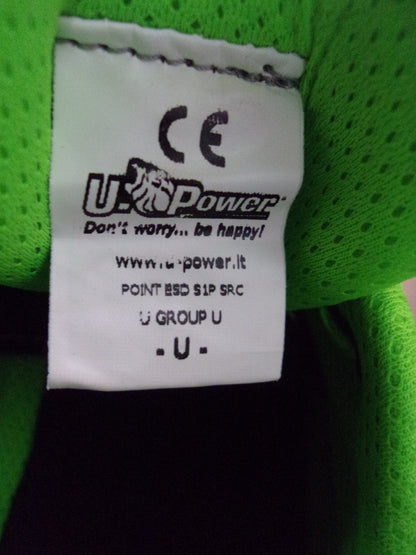 CE
U-Power
Don't worry... be happy!
www.u-power.it
POINT ESD S1P SRC
U GROUP U
- U -